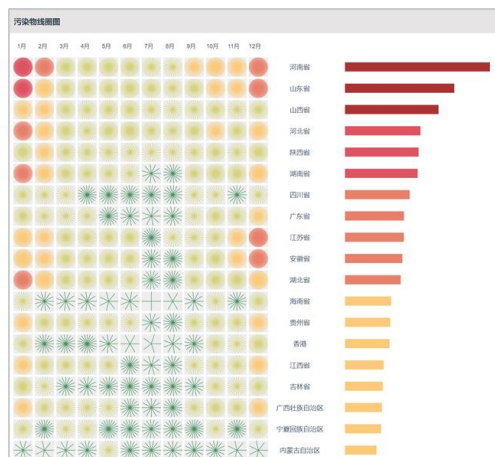 污染物线圈图
1月 2月 3月 4月 5月 6月 7月 8月 9月 10月 11月 12月
河南省
山东省
山西省
河北省
陕西省
湖南省
四川省
广东省
江苏省
安徽省
湖北省
海南省
贵州省
香港
江西省
吉林省
广西壮族自治区
宁夏回族自治区
内蒙古自治区